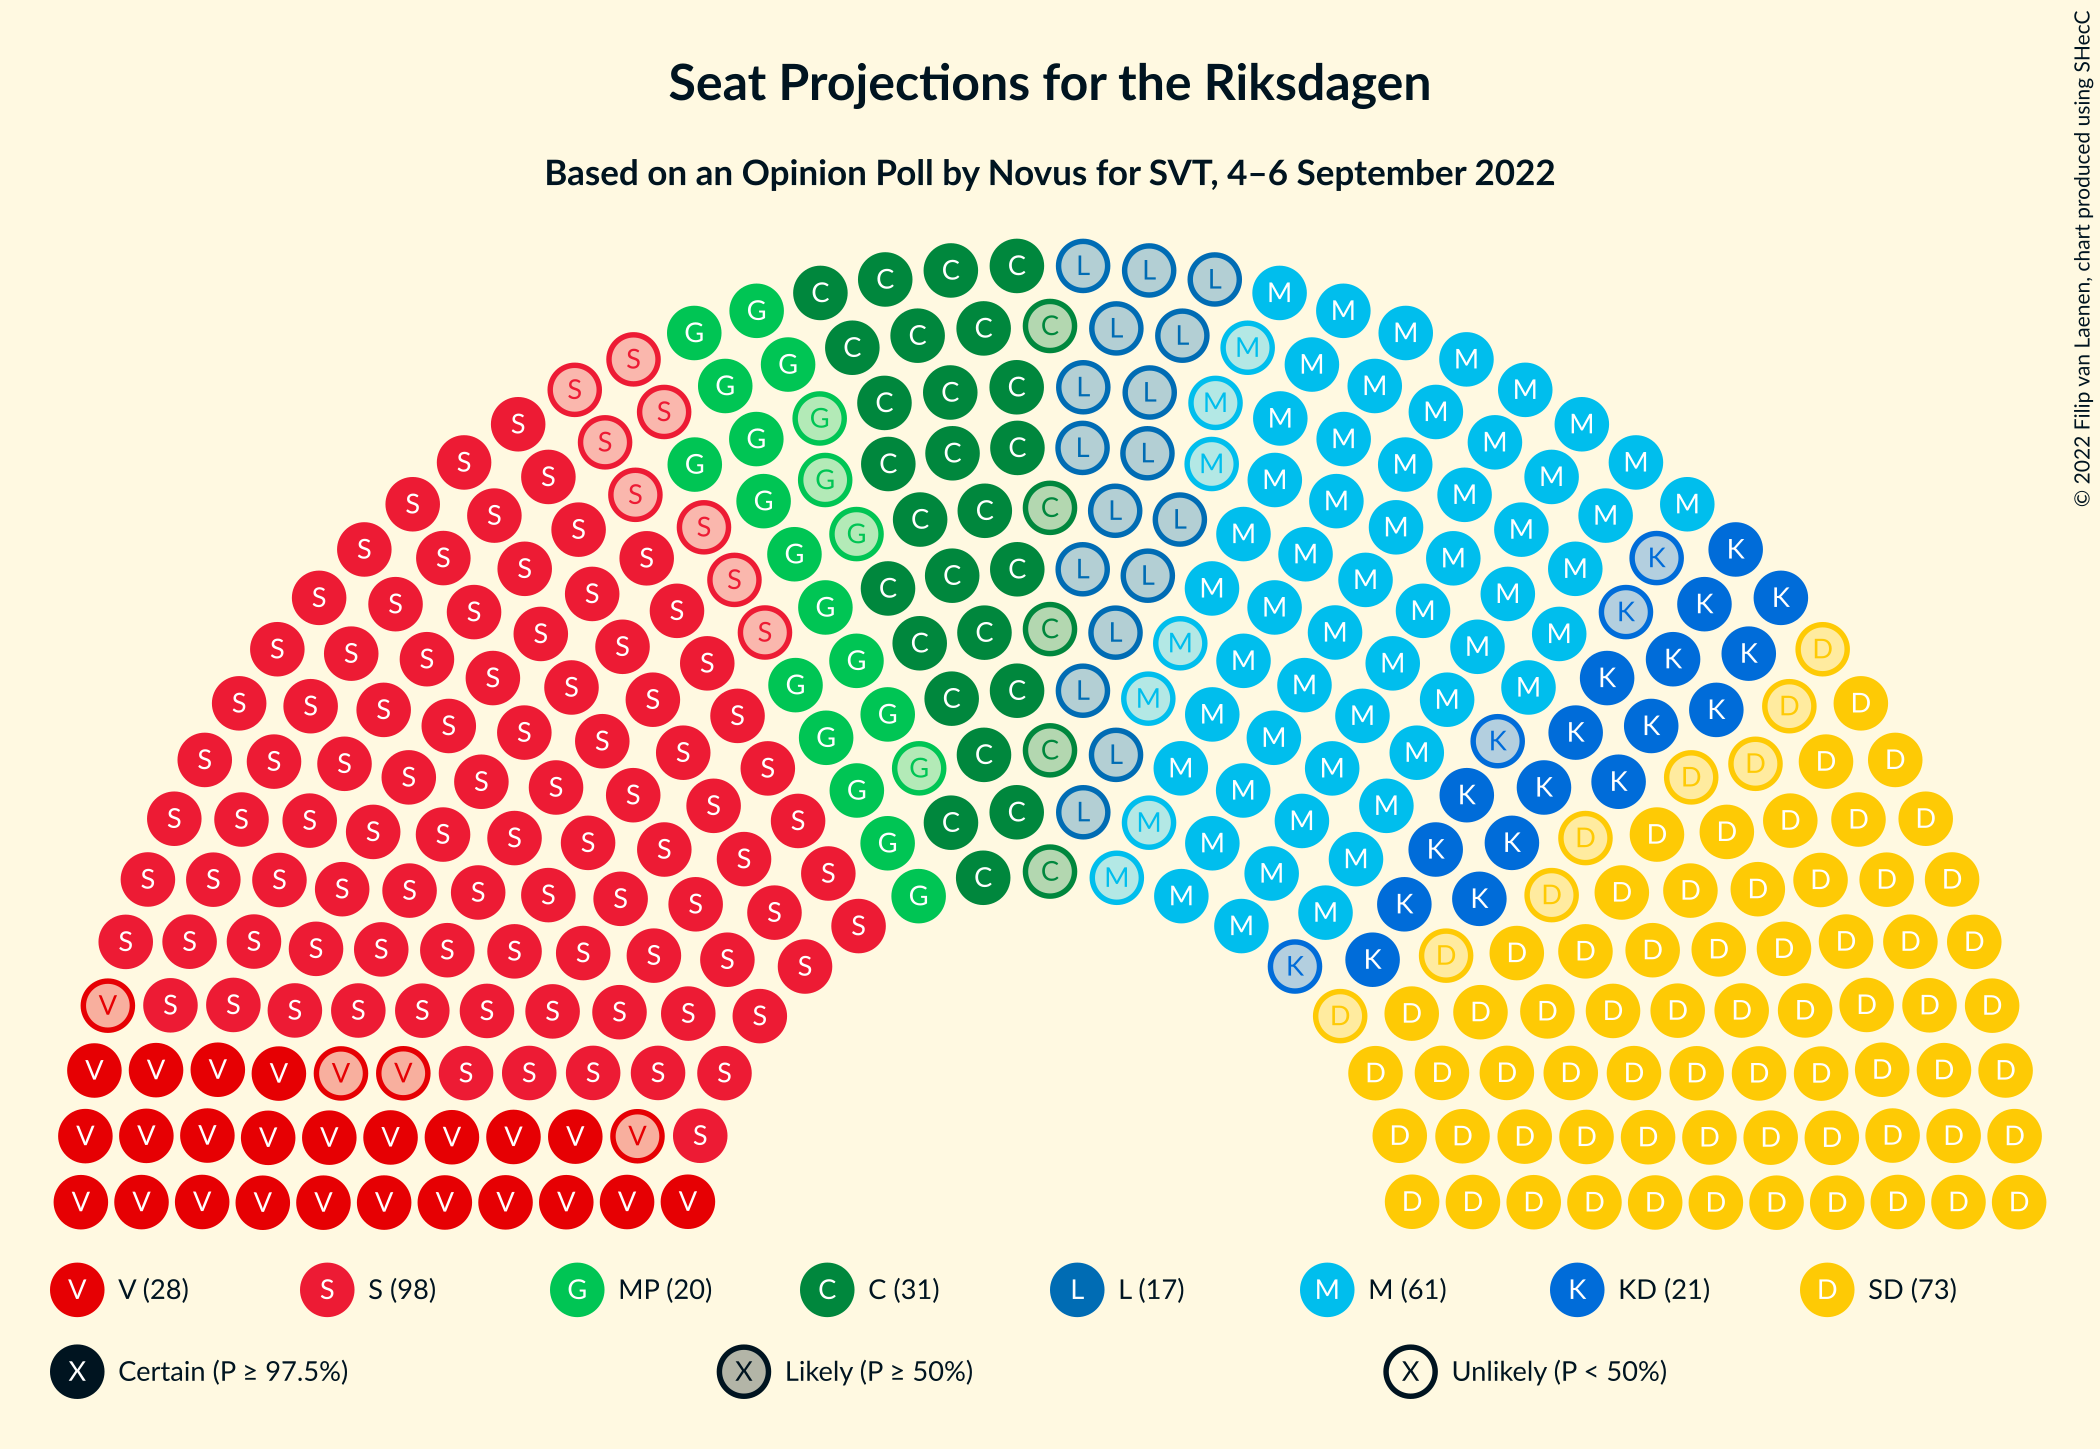 Seat Projections for the Riksdagen
Based on an Opinion Poll by Novus for SVT, 4–6 September 2022
© 2022 Filip van Laenen, chart produced using SHecC
V V (28) S S (98) G MP (20) C C (31) L L (17) M M (61) K KD (21) D SD (73)
X Certain (P ≥ 97.5%) X Likely (P ≥ 50%) X Unlikely (P < 50%)